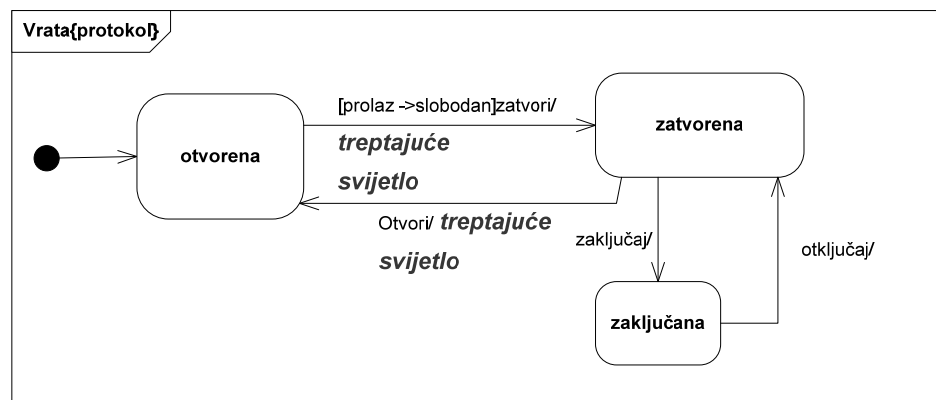 Vrata{protokol}
[prolaz ->slobodan]zatvori/
treptajuće
svijetlo
otvorena
zatvorena
Otvori/ treptajuće
svijetlo
zaključaj/
otključaj/
zaključana